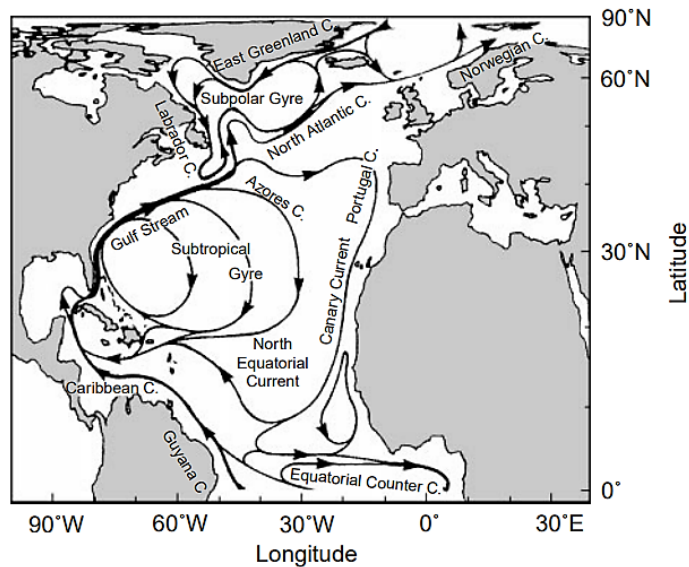 90˚N
East Greenland C.
Norwegian C.
60˚N
Subpolar Gyre
North Atlantic C.
Labrador C.
Portugal C.
Azores C.
Gulf Stream
Subtropical
Gyre
30˚N
Latitude
Canary Current
North
Equatorial
Current
Caribbean C.
Guyana C
Equatorial Counter C.
0˚
90˚W
60˚W
30˚W
0˚
30˚E
Longitude